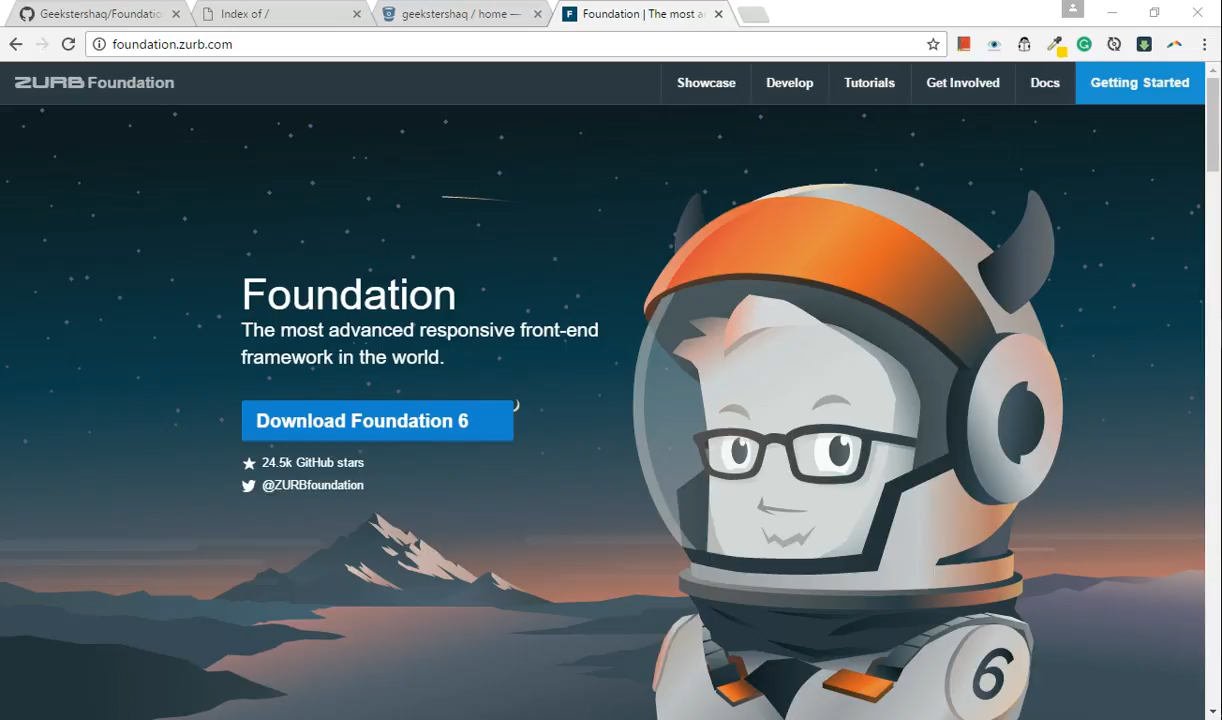 Geekstershaq/Foundatio
Index of /
geekstershaq / home —
Foundation | The most a
foundation.zurb.com
ZURB Foundation
Showcase
Develop
Tutorials
Get Involved
Docs
Getting Started
Foundation
The most advanced responsive front-end
framework in the world.
Download Foundation 6
24.5k GitHub stars
@ZURBfoundation
6